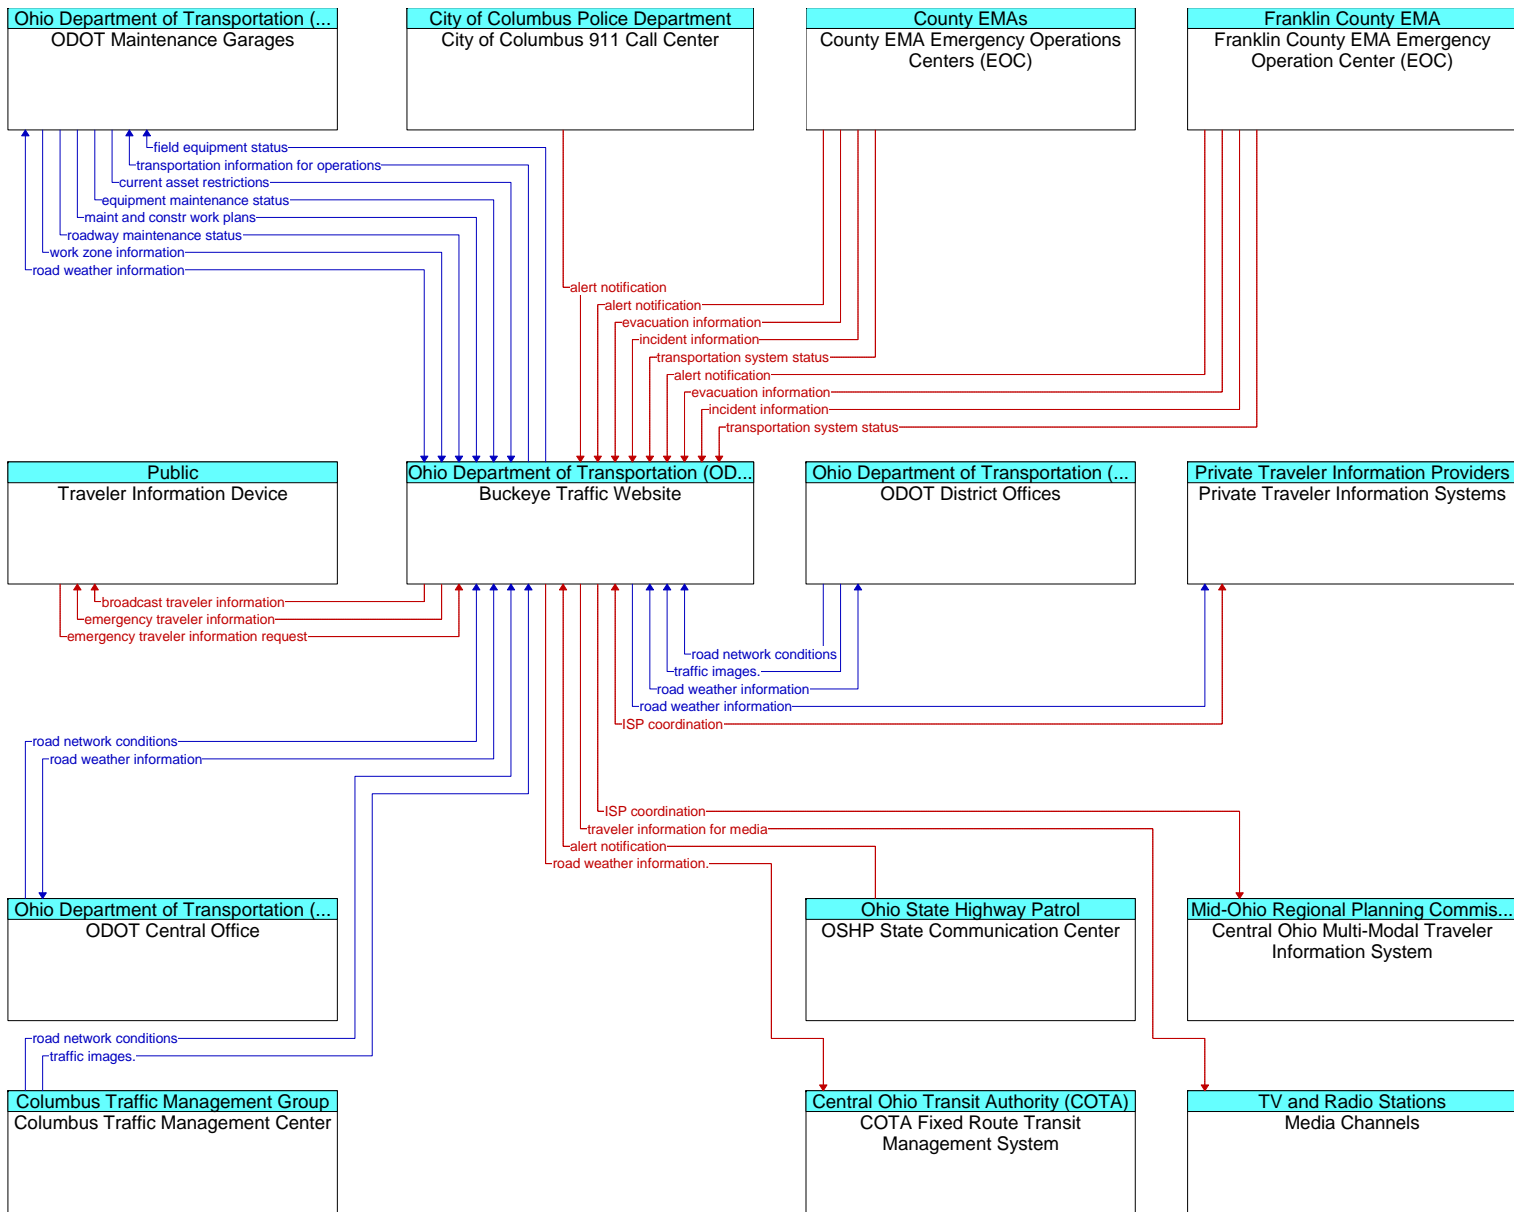 Ohio Department of Transportation (...
ODOT Maintenance Garages
City of Columbus Police Department
City of Columbus 911 Call Center
County EMAs
County EMA Emergency Operations
Centers (EOC)
Franklin County EMA
Franklin County EMA Emergency
Operation Center (EOC)
field equipment status
transportation information for operations
current asset restrictions
equipment maintenance status
maint and constr work plans
roadway maintenance status
work zone information
road weather information
alert notification
alert notification
evacuation information
incident information
transportation system status
alert notification
evacuation information
incident information
transportation system status
Public
Traveler Information Device
Ohio Department of Transportation (OD...
Buckeye Traffic Website
Ohio Department of Transportation (...
ODOT District Offices
Private Traveler Information Providers
Private Traveler Information Systems
broadcast traveler information
emergency traveler information
emergency traveler information request
road network conditions
traffic images.
road weather information
road weather information
ISP coordination
road network conditions
road weather information
ISP coordination
traveler information for media
alert notification
road weather information.
Ohio Department of Transportation (...
ODOT Central Office
Ohio State Highway Patrol
OSHP State Communication Center
Mid-Ohio Regional Planning Commis...
Central Ohio Multi-Modal Traveler
Information System
road network conditions
traffic images.
Columbus Traffic Management Group
Columbus Traffic Management Center
Central Ohio Transit Authority (COTA)
COTA Fixed Route Transit
Management System
TV and Radio Stations
Media Channels